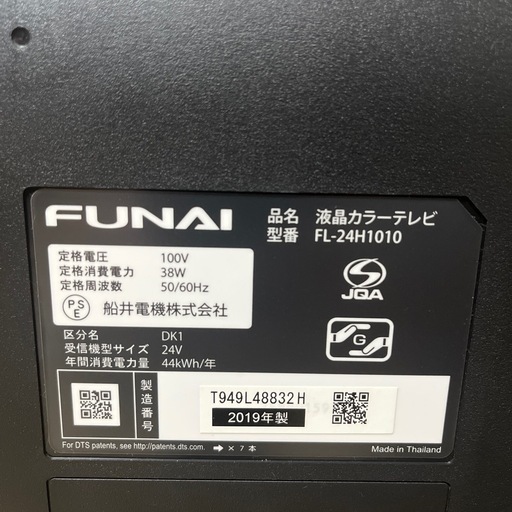 FUNAI
品名 液晶カラーテレビ
型番 FL-24H1010
定格電圧 100V
定格消費電力 38W
定格周波数 50/60Hz
PSE 船井電機株式会社
JQA
区分名 DK1
受信機型サイズ 24V
年間消費電力量 44kWh/年
G
製造番号
T949L48832H
2019年製
For DTS patents, see http://patents.dts.com. → × 7 本
Made in Thailand